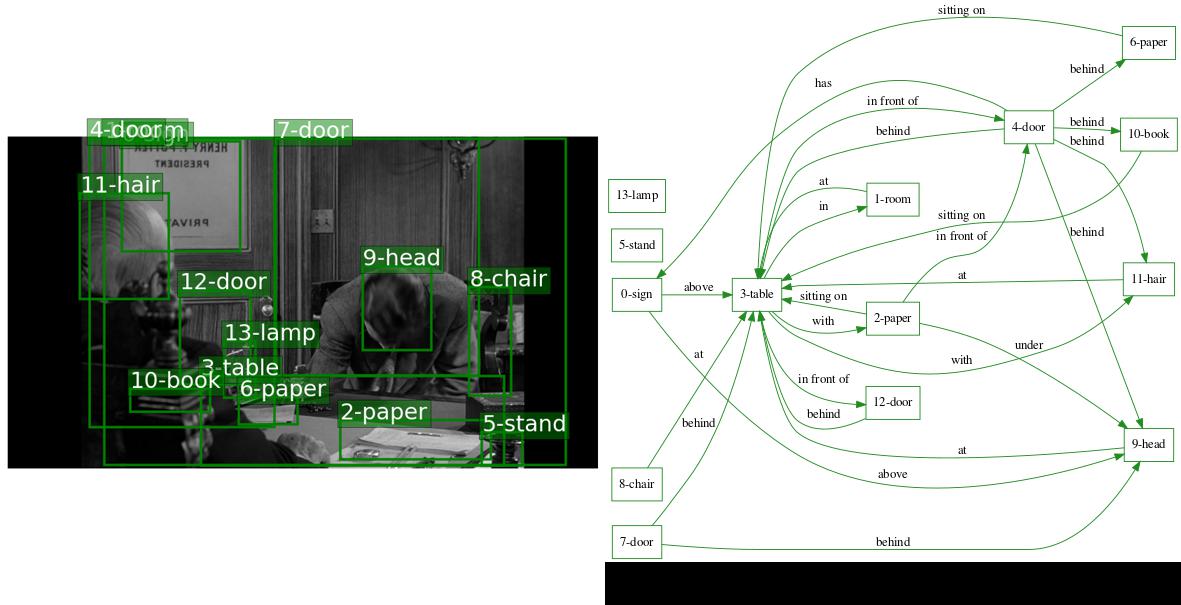 4-door
7-door
HENRY F. POTTER
PRESIDENT
11-hair
9-head
8-chair
12-door
13-lamp
3-table
10-book
6-paper
2-paper
5-stand
sitting on
6-paper
behind
has
in front of
4-door
behind
10-book
behind
behind
at
1-room
in
13-lamp
sitting on
in front of
behind
5-stand
at
11-hair
0-sign
above
3-table
sitting on
2-paper
with
under
with
at
in front of
12-door
behind
behind
9-head
at
above
8-chair
7-door
behind